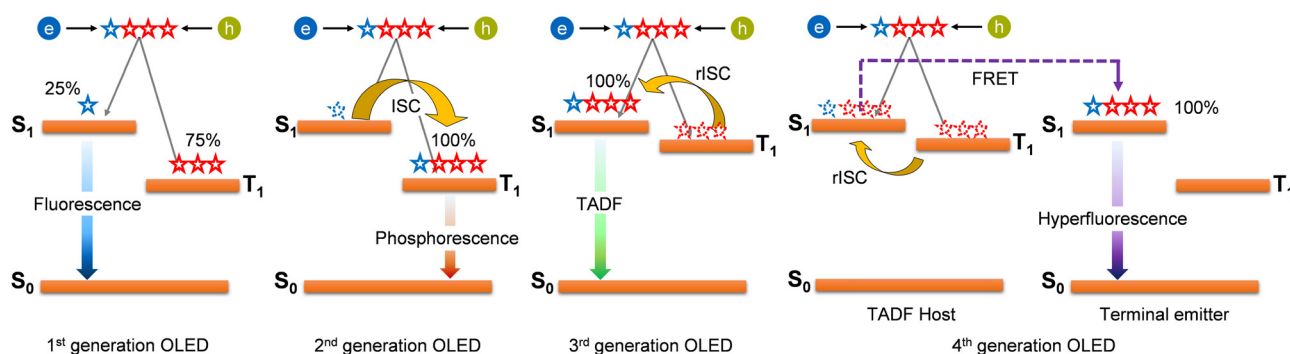 e h
25%
S1
75%
T1
Fluorescence
S0
1st generation OLED
e h
ISC
S1
100%
T1
Phosphorescence
S0
2nd generation OLED
e h
rISC
100%
S1
T1
TADF
S0
3rd generation OLED
e h
FRET
S1
T1
rISC
S0
TADF Host
100%
S1
T
Hyperfluorescence
S0
Terminal emitter
4th generation OLED